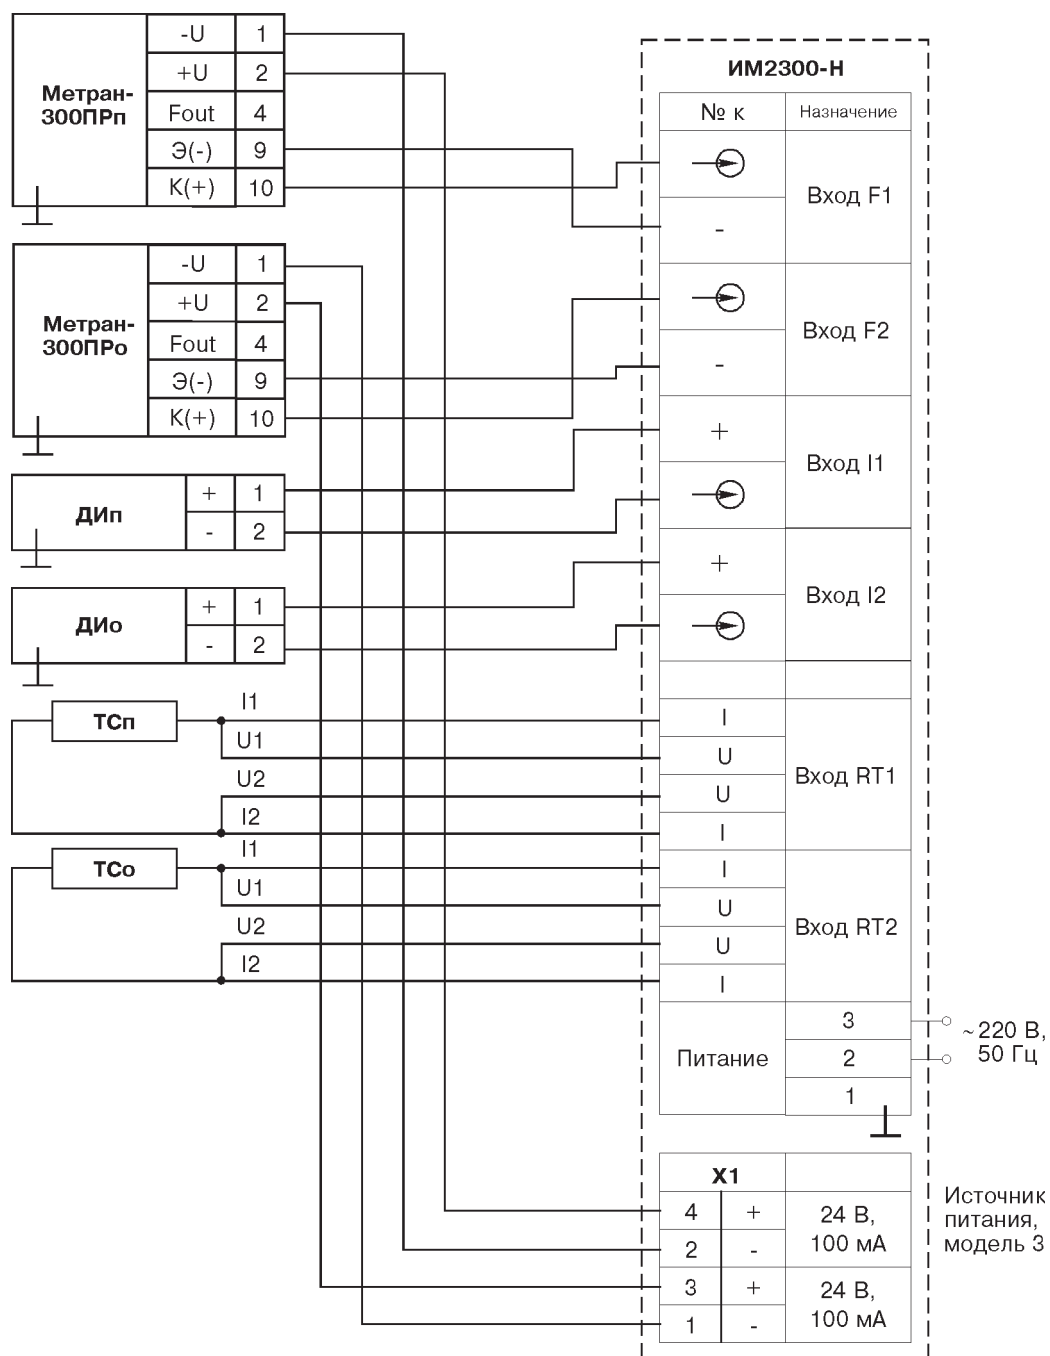 Метран-
300ПРп
-U 1
+U 2
Fout 4
Э(-) 9
К(+) 10
Метран-
300ПРо
-U 1
+U 2
Fout 4
Э(-) 9
К(+) 10
ДИп
+ 1
- 2
ДИо
+ 1
- 2
ТСп
I1
U1
U2
I2
ТСо
I1
U1
U2
I2
ИМ2300-Н
№ к Назначение
Вход F1
-
Вход F2
-
+
Вход I1
+
Вход I2
I
U
Вход RT1
U
I
I
U
Вход RT2
U
I
Питание
3
2
1
~220 В,
50 Гц
X1
4 +
2 -
24 В,
100 мА
3 +
1 -
24 В,
100 мА
Источник
питания,
модель 3